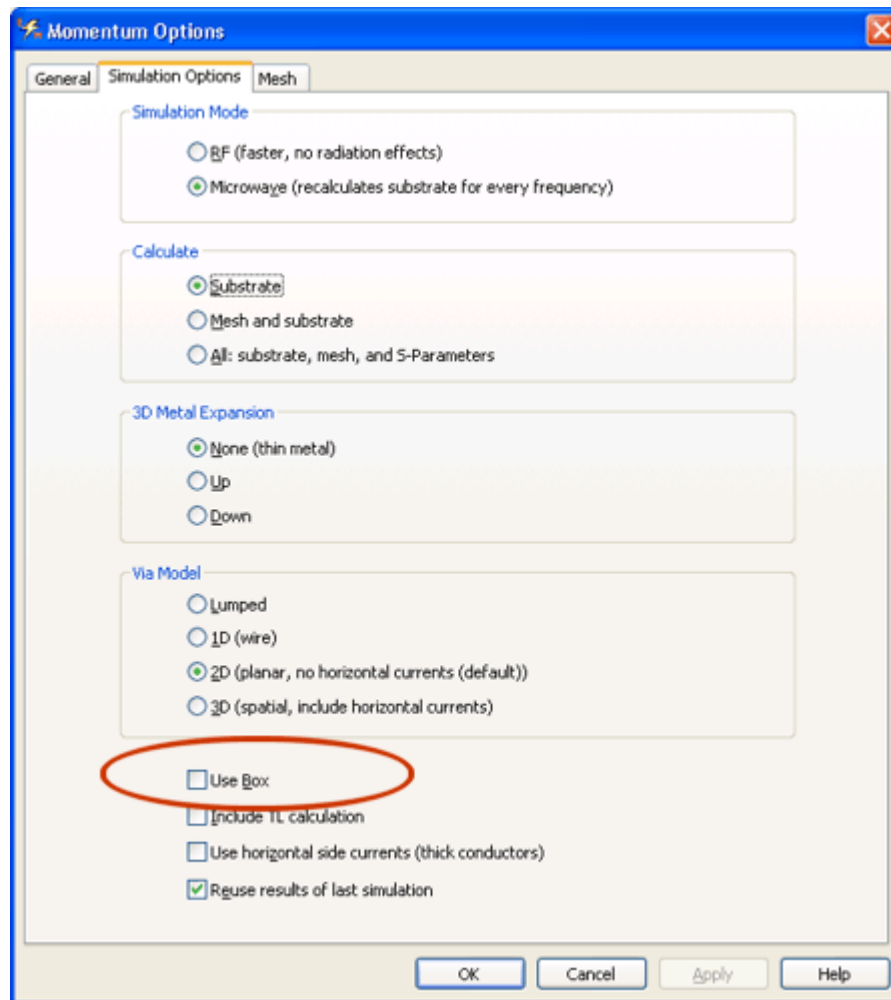 Momentum Options
General Simulation Options Mesh
Simulation Mode
RF (faster, no radiation effects)
Microwave (recalculates substrate for every frequency)
Calculate
Substrate
Mesh and substrate
All: substrate, mesh, and S-Parameters
3D Metal Expansion
None (thin metal)
Up
Down
Via Model
Lumped
1D (wire)
2D (planar, no horizontal currents (default))
3D (spatial, include horizontal currents)
Use Box
Include TL calculation
Use horizontal side currents (thick conductors)
Reuse results of last simulation
OK Cancel Apply Help